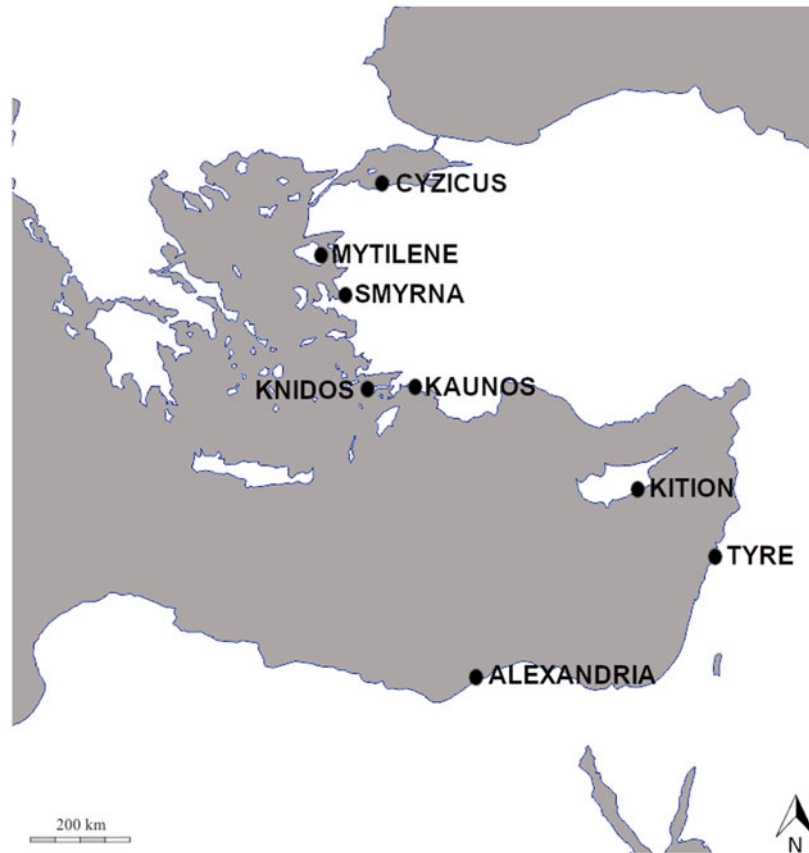 CYZICUS
MYTILENE
SMYRNA
KNIDOS
KAUNOS
KITION
TYRE
ALEXANDRIA
200 km
N